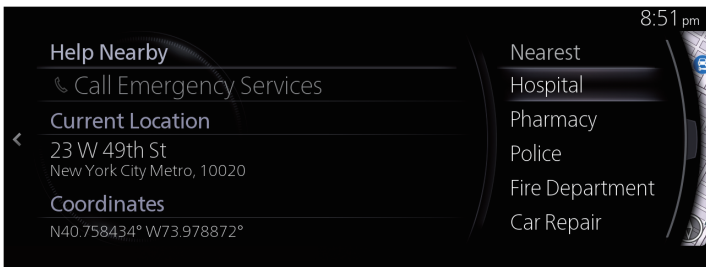 8:51 pm
Help Nearby
Call Emergency Services
Current Location
23 W 49th St
New York City Metro, 10020
Coordinates
N40.758434° W73.978872°
Nearest
Hospital
Pharmacy
Police
Fire Department
Car Repair